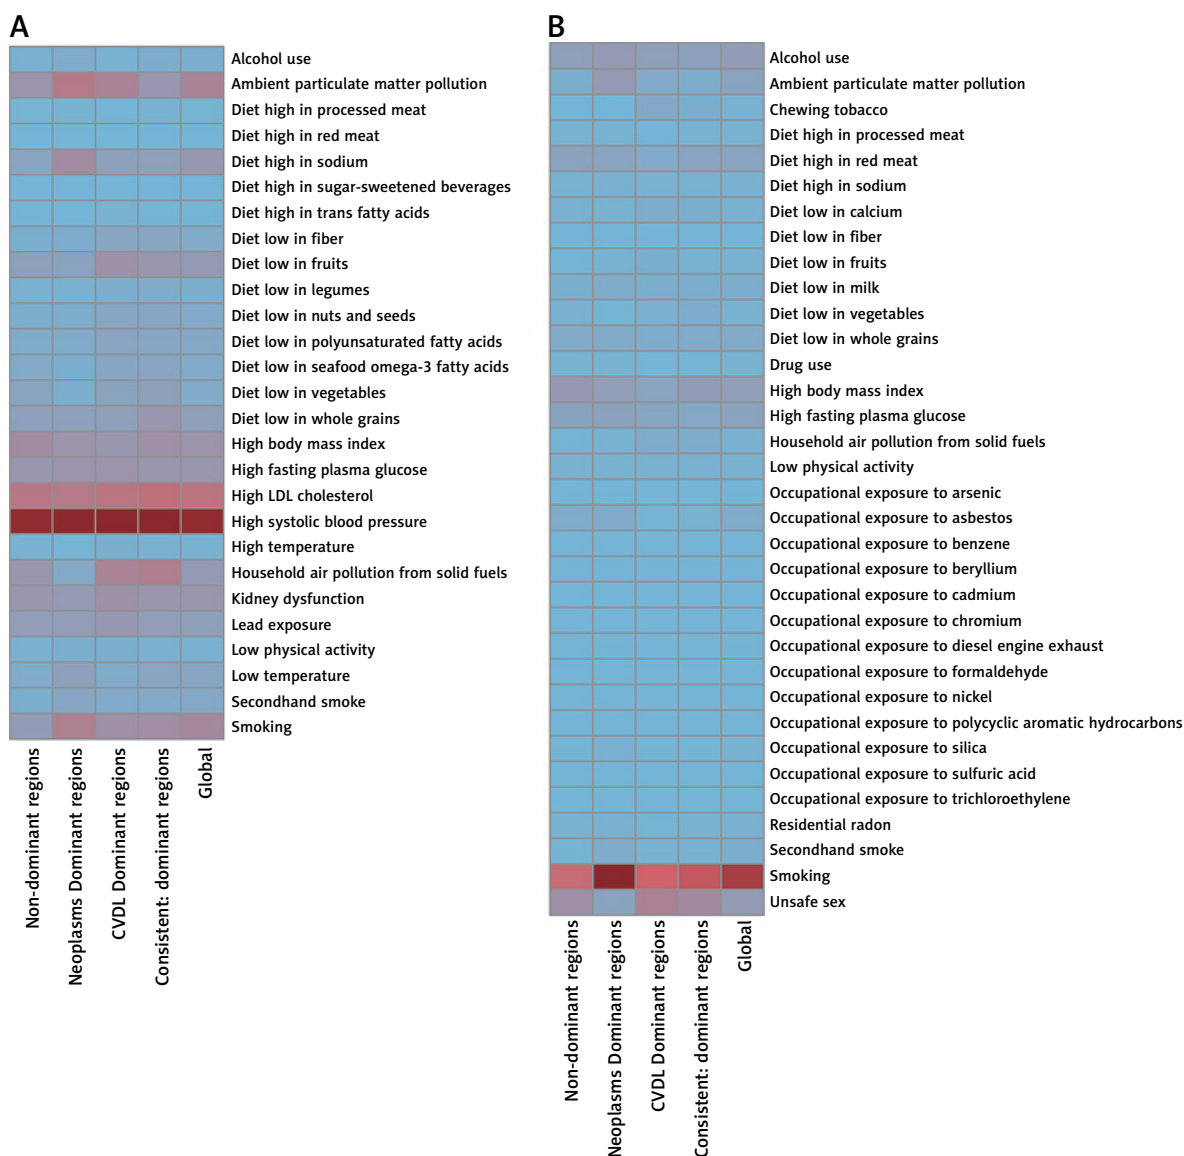 A
Alcohol use
Ambient particulate matter pollution
Diet high in processed meat
Diet high in red meat
Diet high in sodium
Diet high in sugar-sweetened beverages
Diet high in trans fatty acids
Diet low in fiber
Diet low in fruits
Diet low in legumes
Diet low in nuts and seeds
Diet low in polyunsaturated fatty acids
Diet low in seafood omega-3 fatty acids
Diet low in vegetables
Diet low in whole grains
High body mass index
High fasting plasma glucose
High LDL cholesterol
High systolic blood pressure
High temperature
Household air pollution from solid fuels
Kidney dysfunction
Lead exposure
Low physical activity
Low temperature
Secondhand smoke
Smoking
Non-dominant regions
Neoplasms Dominant regions
CVDL Dominant regions
Consistent: dominant regions
Global
B
Alcohol use
Ambient particulate matter pollution
Chewing tobacco
Diet high in processed meat
Diet high in red meat
Diet high in sodium
Diet low in calcium
Diet low in fiber
Diet low in fruits
Diet low in milk
Diet low in vegetables
Diet low in whole grains
Drug use
High body mass index
High fasting plasma glucose
Household air pollution from solid fuels
Low physical activity
Occupational exposure to arsenic
Occupational exposure to asbestos
Occupational exposure to benzene
Occupational exposure to beryllium
Occupational exposure to cadmium
Occupational exposure to chromium
Occupational exposure to diesel engine exhaust
Occupational exposure to formaldehyde
Occupational exposure to nickel
Occupational exposure to polycyclic aromatic hydrocarbons
Occupational exposure to silica
Occupational exposure to sulfuric acid
Occupational exposure to trichloroethylene
Residential radon
Secondhand smoke
Smoking
Unsafe sex
Non-dominant regions
Neoplasms Dominant regions
CVDL Dominant regions
Consistent: dominant regions
Global